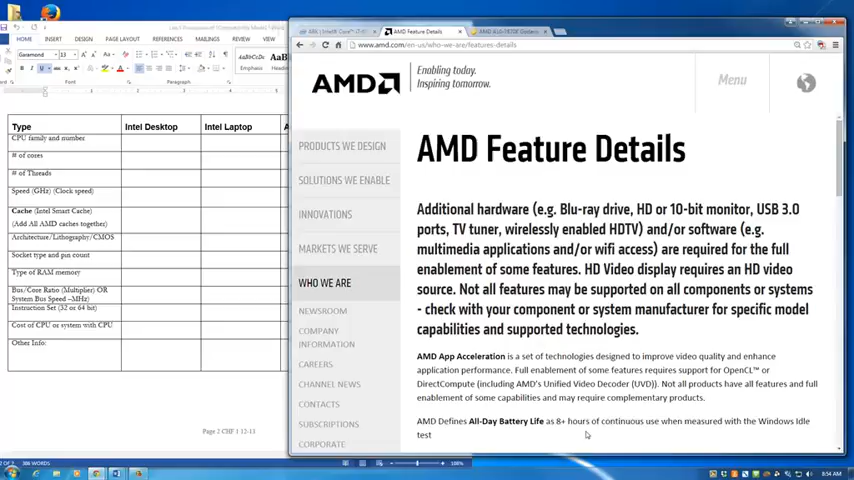 HOME
INSERT
DESIGN
PAGE LAYOUT
REFERENCES
MAILINGS
REVIEW
Garamond
13
AaBbCcI
AaBb
Emphasis
Type
Intel Desktop
Intel Laptop
CPU family and number
# of cores
# of Threads
Speed (GHz) (Clock speed)
Cache (Intel Smart Cache)
(Add All AMD caches together)
Architecture/Lithography/CMOS
Socket type and pin count
Type of RAM memory
Bus/Core Ratio (Multiplier) OR
System Bus Speed –MHz)
Instruction Set (32 or 64 bit)
Cost of CPU or system with CPU
Other Info:
Page 2 CHF 1 12-13
386 WORDS
AMD Feature Details
www.amd.com/en-us/who-we-are/features-details
AMD
Enabling today.
Inspiring tomorrow.
Menu
PRODUCTS WE DESIGN
SOLUTIONS WE ENABLE
INNOVATIONS
MARKETS WE SERVE
WHO WE ARE
NEWSROOM
COMPANY
INFORMATION
CAREERS
CHANNEL NEWS
CONTACTS
SUBSCRIPTIONS
CORPORATE
AMD Feature Details
Additional hardware (e.g. Blu-ray drive, HD or 10-bit monitor, USB 3.0
ports, TV tuner, wirelessly enabled HDTV) and/or software (e.g.
multimedia applications and/or wifi access) are required for the full
enablement of some features. HD Video display requires an HD video
source. Not all features may be supported on all components or systems
- check with your component or system manufacturer for specific model
capabilities and supported technologies.
AMD App Acceleration is a set of technologies designed to improve video quality and enhance
application performance. Full enablement of some features requires support for OpenCL™ or
DirectCompute (including AMD's Unified Video Decoder (UVD)). Not all products have all features and full
enablement of some capabilities and may require complementary products.
AMD Defines All-Day Battery Life as 8+ hours of continuous use when measured with the Windows Idle
test
100%
8:54 AM